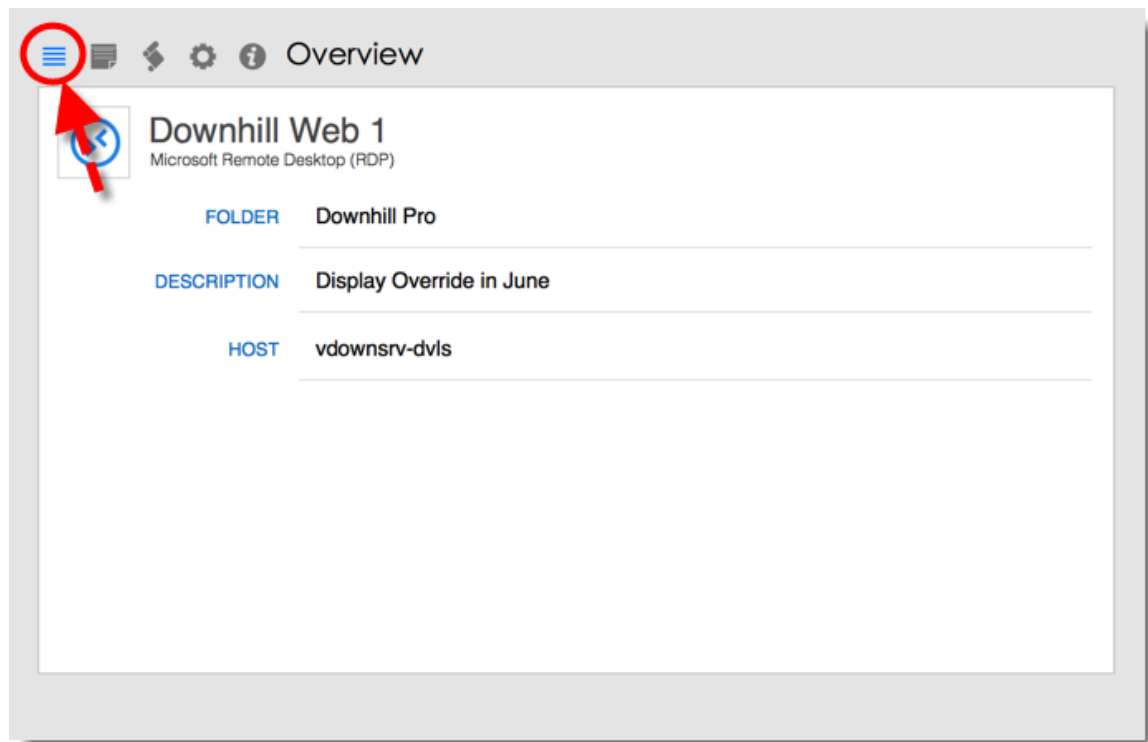 Overview
Downhill Web 1
Microsoft Remote Desktop (RDP)
FOLDER Downhill Pro
DESCRIPTION Display Override in June
HOST vdownsrv-dvls